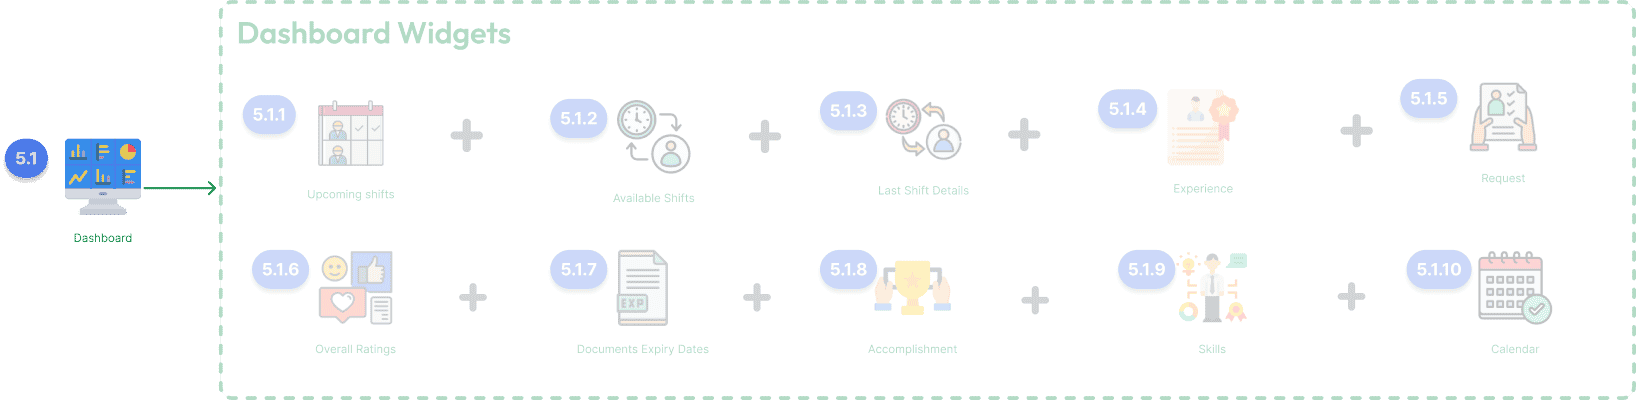 Dashboard Widgets
5.1
Dashboard
5.1.1
Upcoming shifts
5.1.2
Available Shifts
5.1.3
Last Shift Details
5.1.4
Experience
5.1.5
Request
5.1.6
Overall Ratings
5.1.7
EXP
Documents Expiry Dates
5.1.8
Accomplishment
5.1.9
Skills
5.1.10
Calendar